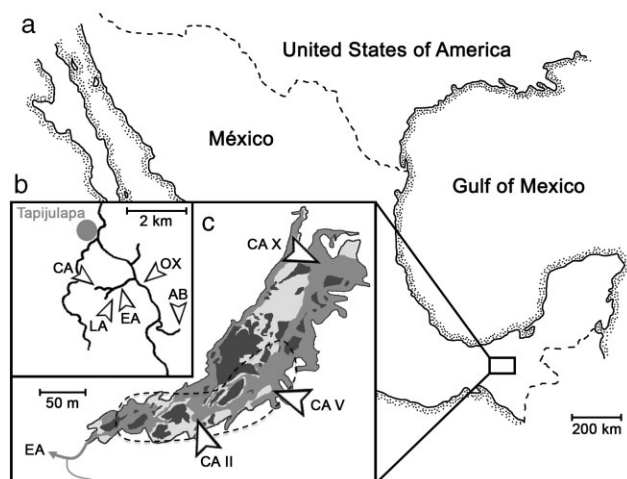 a
United States of America
México
Gulf of Mexico
200 km
b
2 km
Tapijulapa
CA
OX
AB
LA
EA
c
CA X
CA V
CA II
50 m
EA